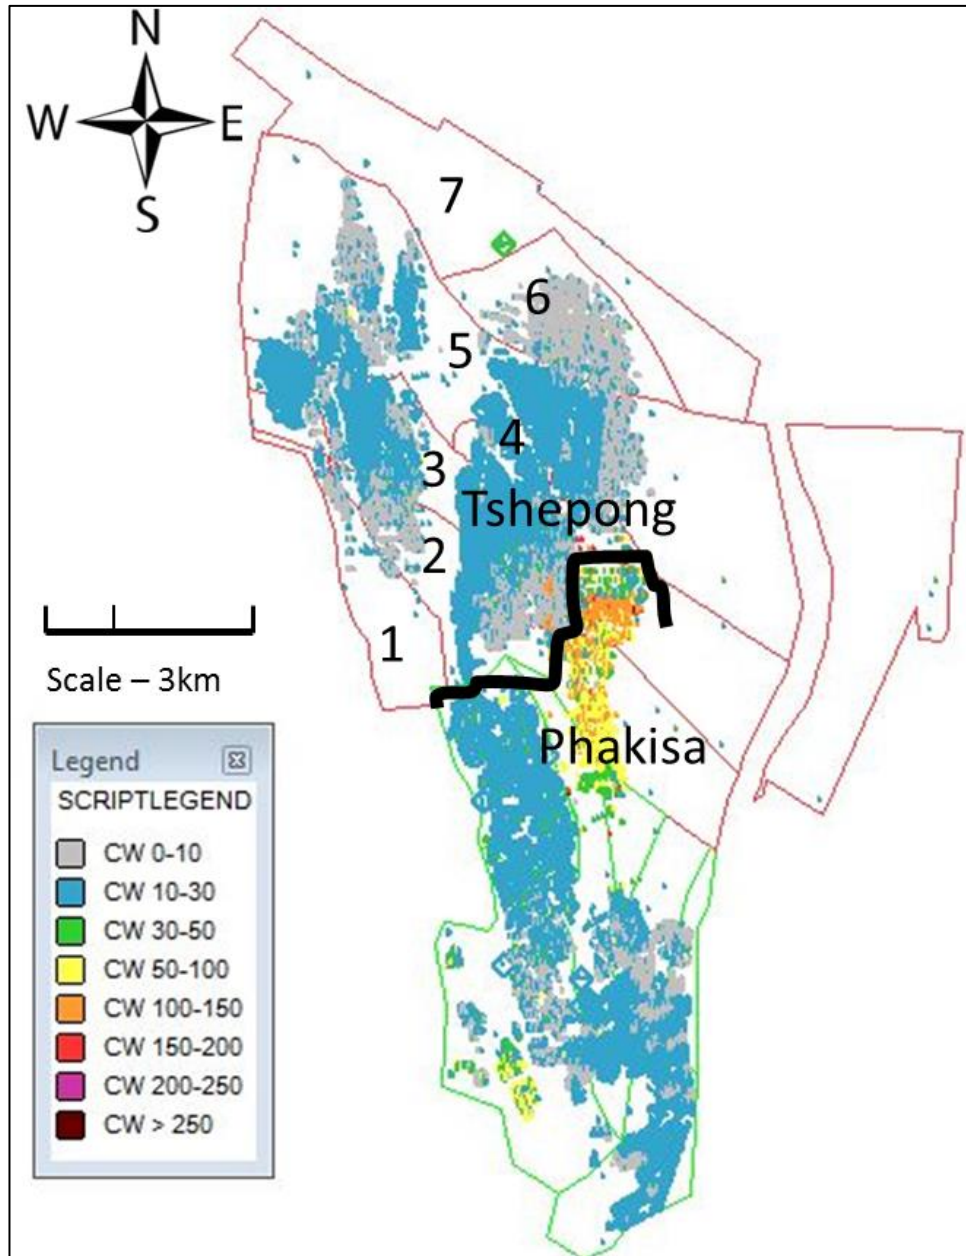 N
W E
S
7
6
5
4
3
Tshepong
2
1
Scale – 3km
Phakisa
Legend
SCRIPTLEGEND
CW 0-10
CW 10-30
CW 30-50
CW 50-100
CW 100-150
CW 150-200
CW 200-250
CW > 250